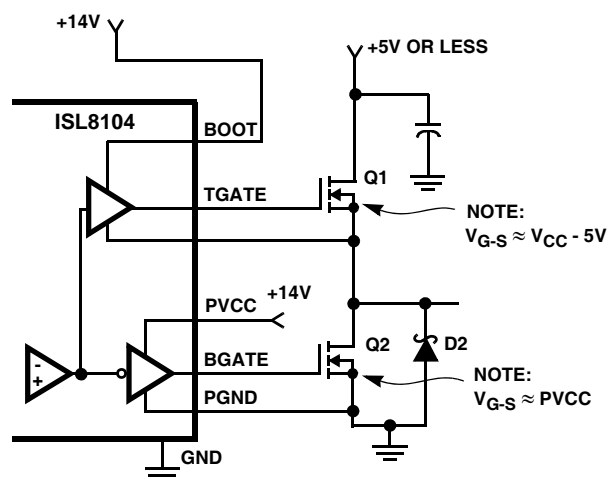 +14V
+5V OR LESS
ISL8104
BOOT
Q1
TGATE
NOTE:
VG-S ≈ VCC - 5V
PVCC
+14V
Q2
D2
BGATE
-
+
NOTE:
VG-S ≈ PVCC
PGND
GND